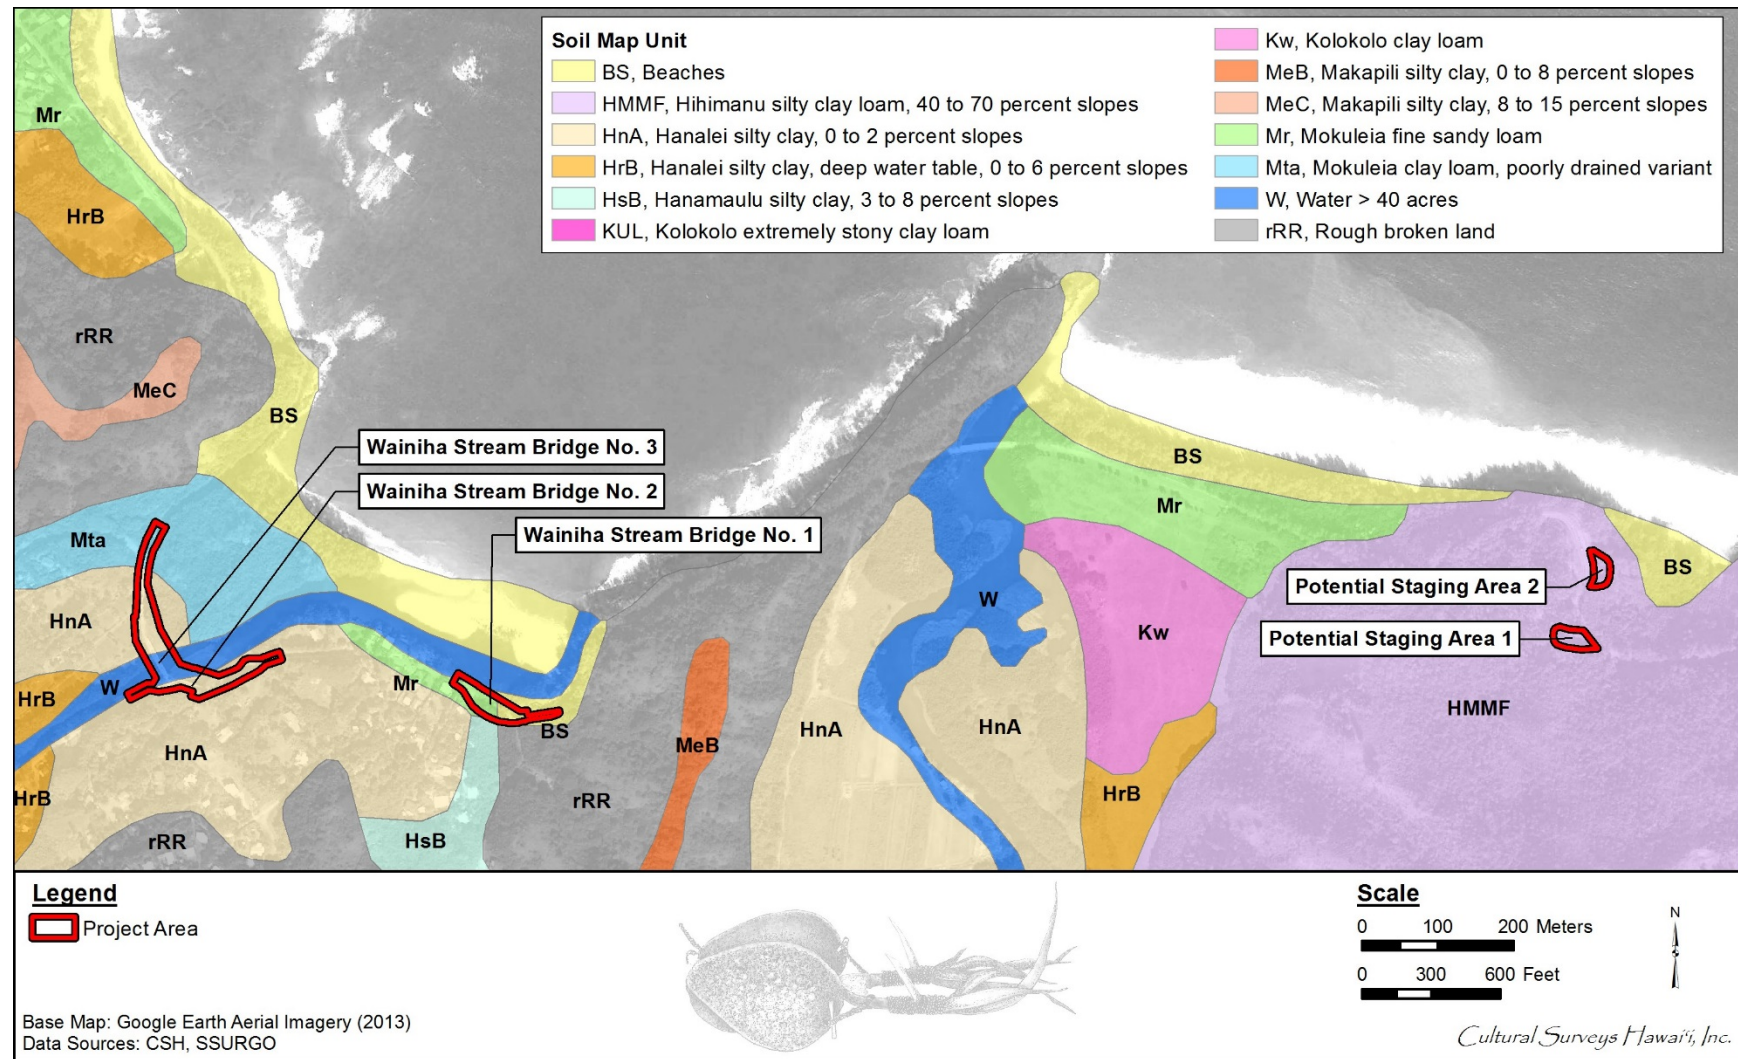 Soil Map Unit
BS, Beaches
HMMF, Hihimanu silty clay loam, 40 to 70 percent slopes
HnA, Hanalei silty clay, 0 to 2 percent slopes
HrB, Hanalei silty clay, deep water table, 0 to 6 percent slopes
HsB, Hanamaulu silty clay, 3 to 8 percent slopes
KUL, Kolokolo extremely stony clay loam
Kw, Kolokolo clay loam
MeB, Makapili silty clay, 0 to 8 percent slopes
MeC, Makapili silty clay, 8 to 15 percent slopes
Mr, Mokuleia fine sandy loam
Mta, Mokuleia clay loam, poorly drained variant
W, Water > 40 acres
rRR, Rough broken land
Mr
HrB
rRR
MeC
BS
Wainiha Stream Bridge No. 3
Wainiha Stream Bridge No. 2
Wainiha Stream Bridge No. 1
BS
Mr
Mta
HnA
W
Kw
Potential Staging Area 2
BS
Potential Staging Area 1
HrB
W
Mr
BS
HnA
HnA
HnA
MeB
HMMF
HrB
rRR
HrB
rRR
HsB
Legend
Project Area
Scale
0 100 200 Meters
0 300 600 Feet
N
Base Map: Google Earth Aerial Imagery (2013)
Data Sources: CSH, SSURGO
Cultural Surveys Hawai‘i, Inc.